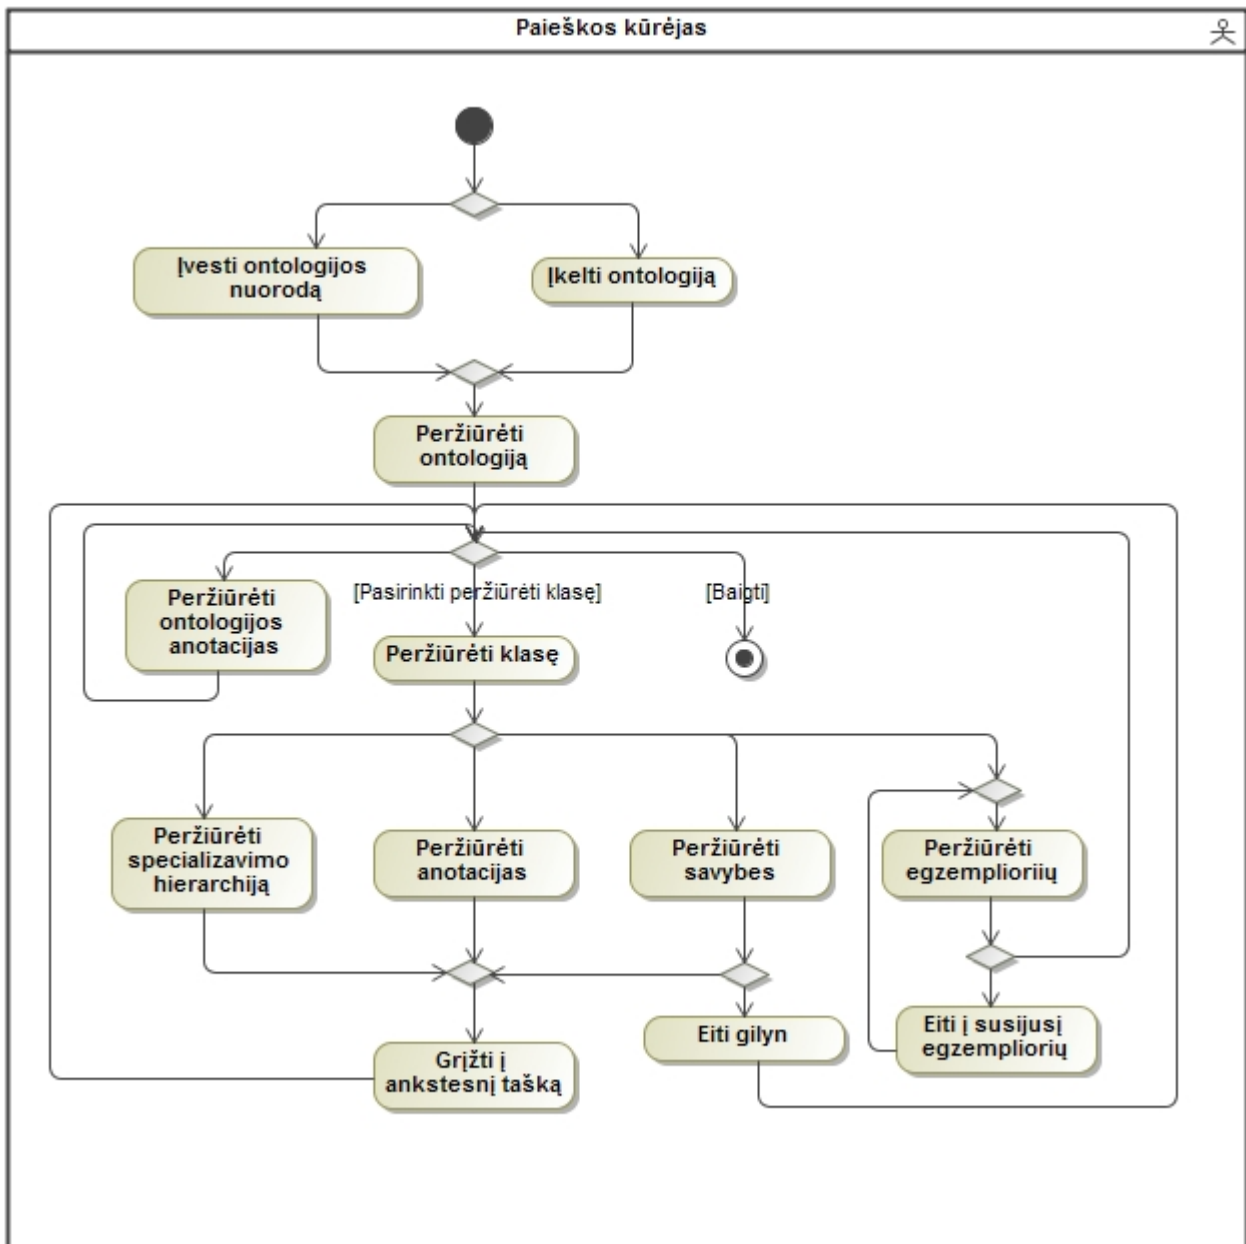 Paieškos kūrėjas
Įvesti ontologijos
nuorodą
Įkelti ontologiją
Peržiūrėti
ontologiją
Peržiūrėti
ontologijos
anotacijas
[Pasirinkti peržiūrėti klasę]
[Baigti]
Peržiūrėti klasę
Peržiūrėti
specializavimo
hierarchiją
Peržiūrėti
anotacijas
Peržiūrėti
savybes
Peržiūrėti
egzemplioriių
Eiti gilyn
Eiti į susijusį
egzempliorių
Grįžti į
ankstesnį tašką